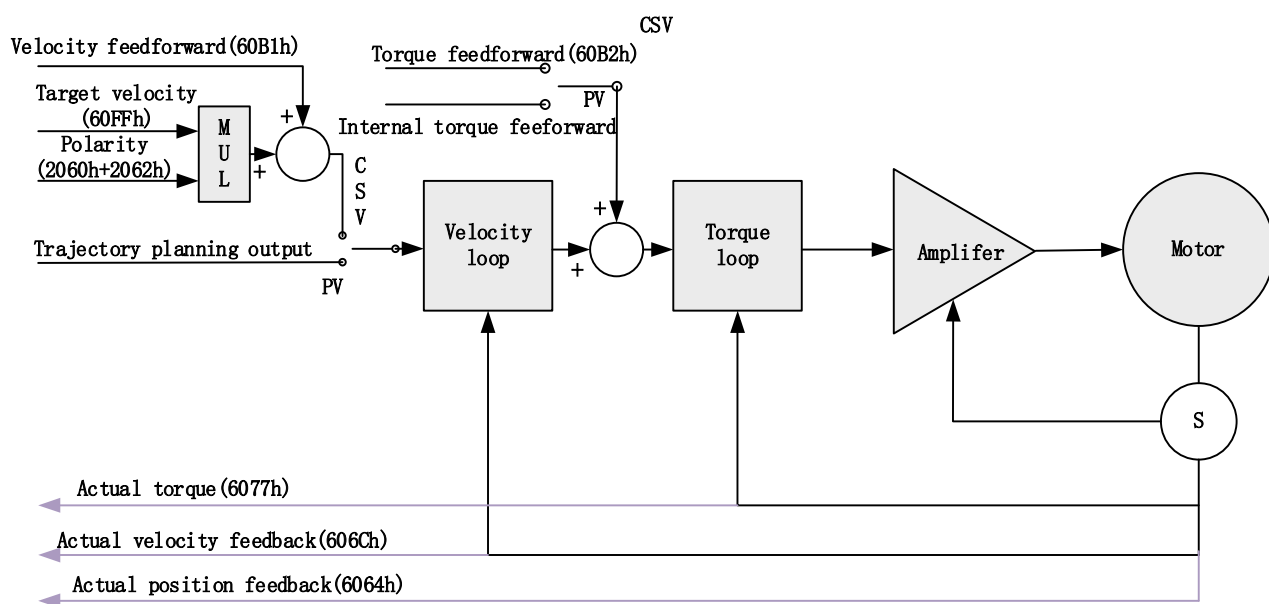 CSV
Velocity feedforward(60B1h)
Torque feedforward(60B2h)
Target velocity
(60FFh)
PV
M
U
L
+
Internal torque feeforward
Polarity
(2060h+2062h)
+
C
S
V
+
Velocity
loop
Torque
loop
Amplifer
Motor
Trajectory planning output
+
PV
S
Actual torque(6077h)
Actual velocity feedback(606Ch)
Actual position feedback(6064h)